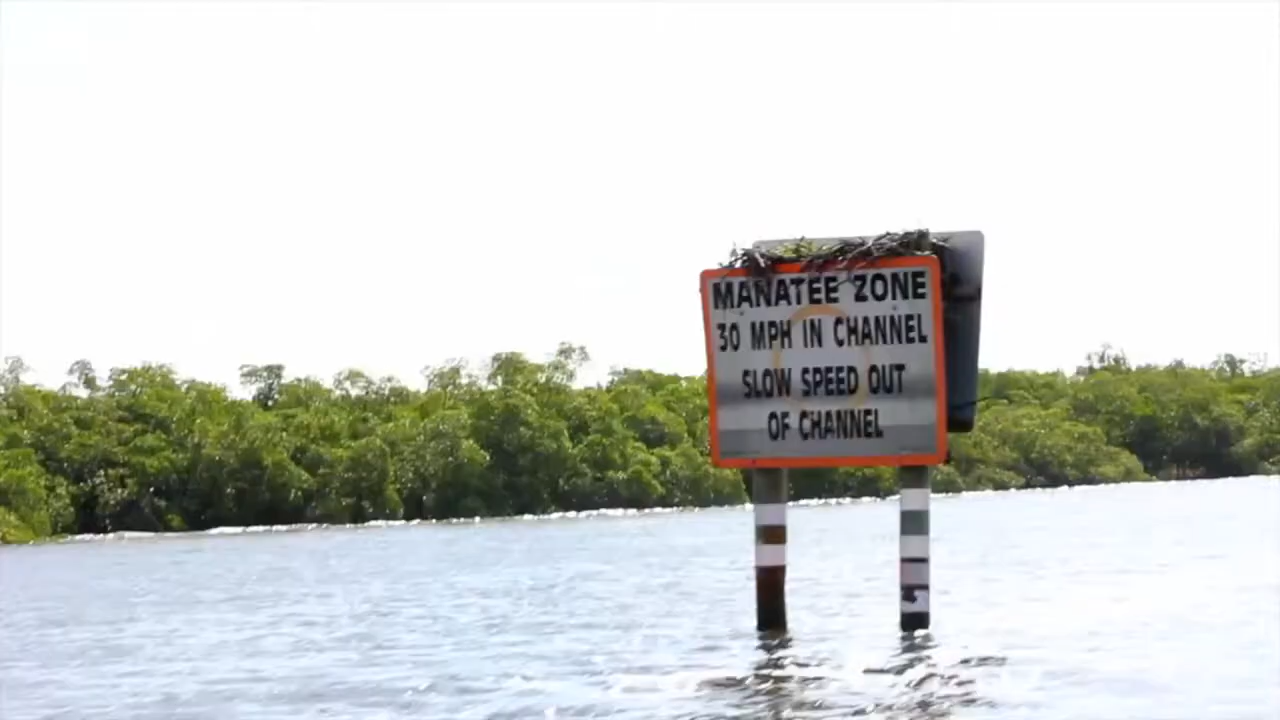 MANATEE ZONE
30 MPH IN CHANNEL
SLOW SPEED OUT
OF CHANNEL